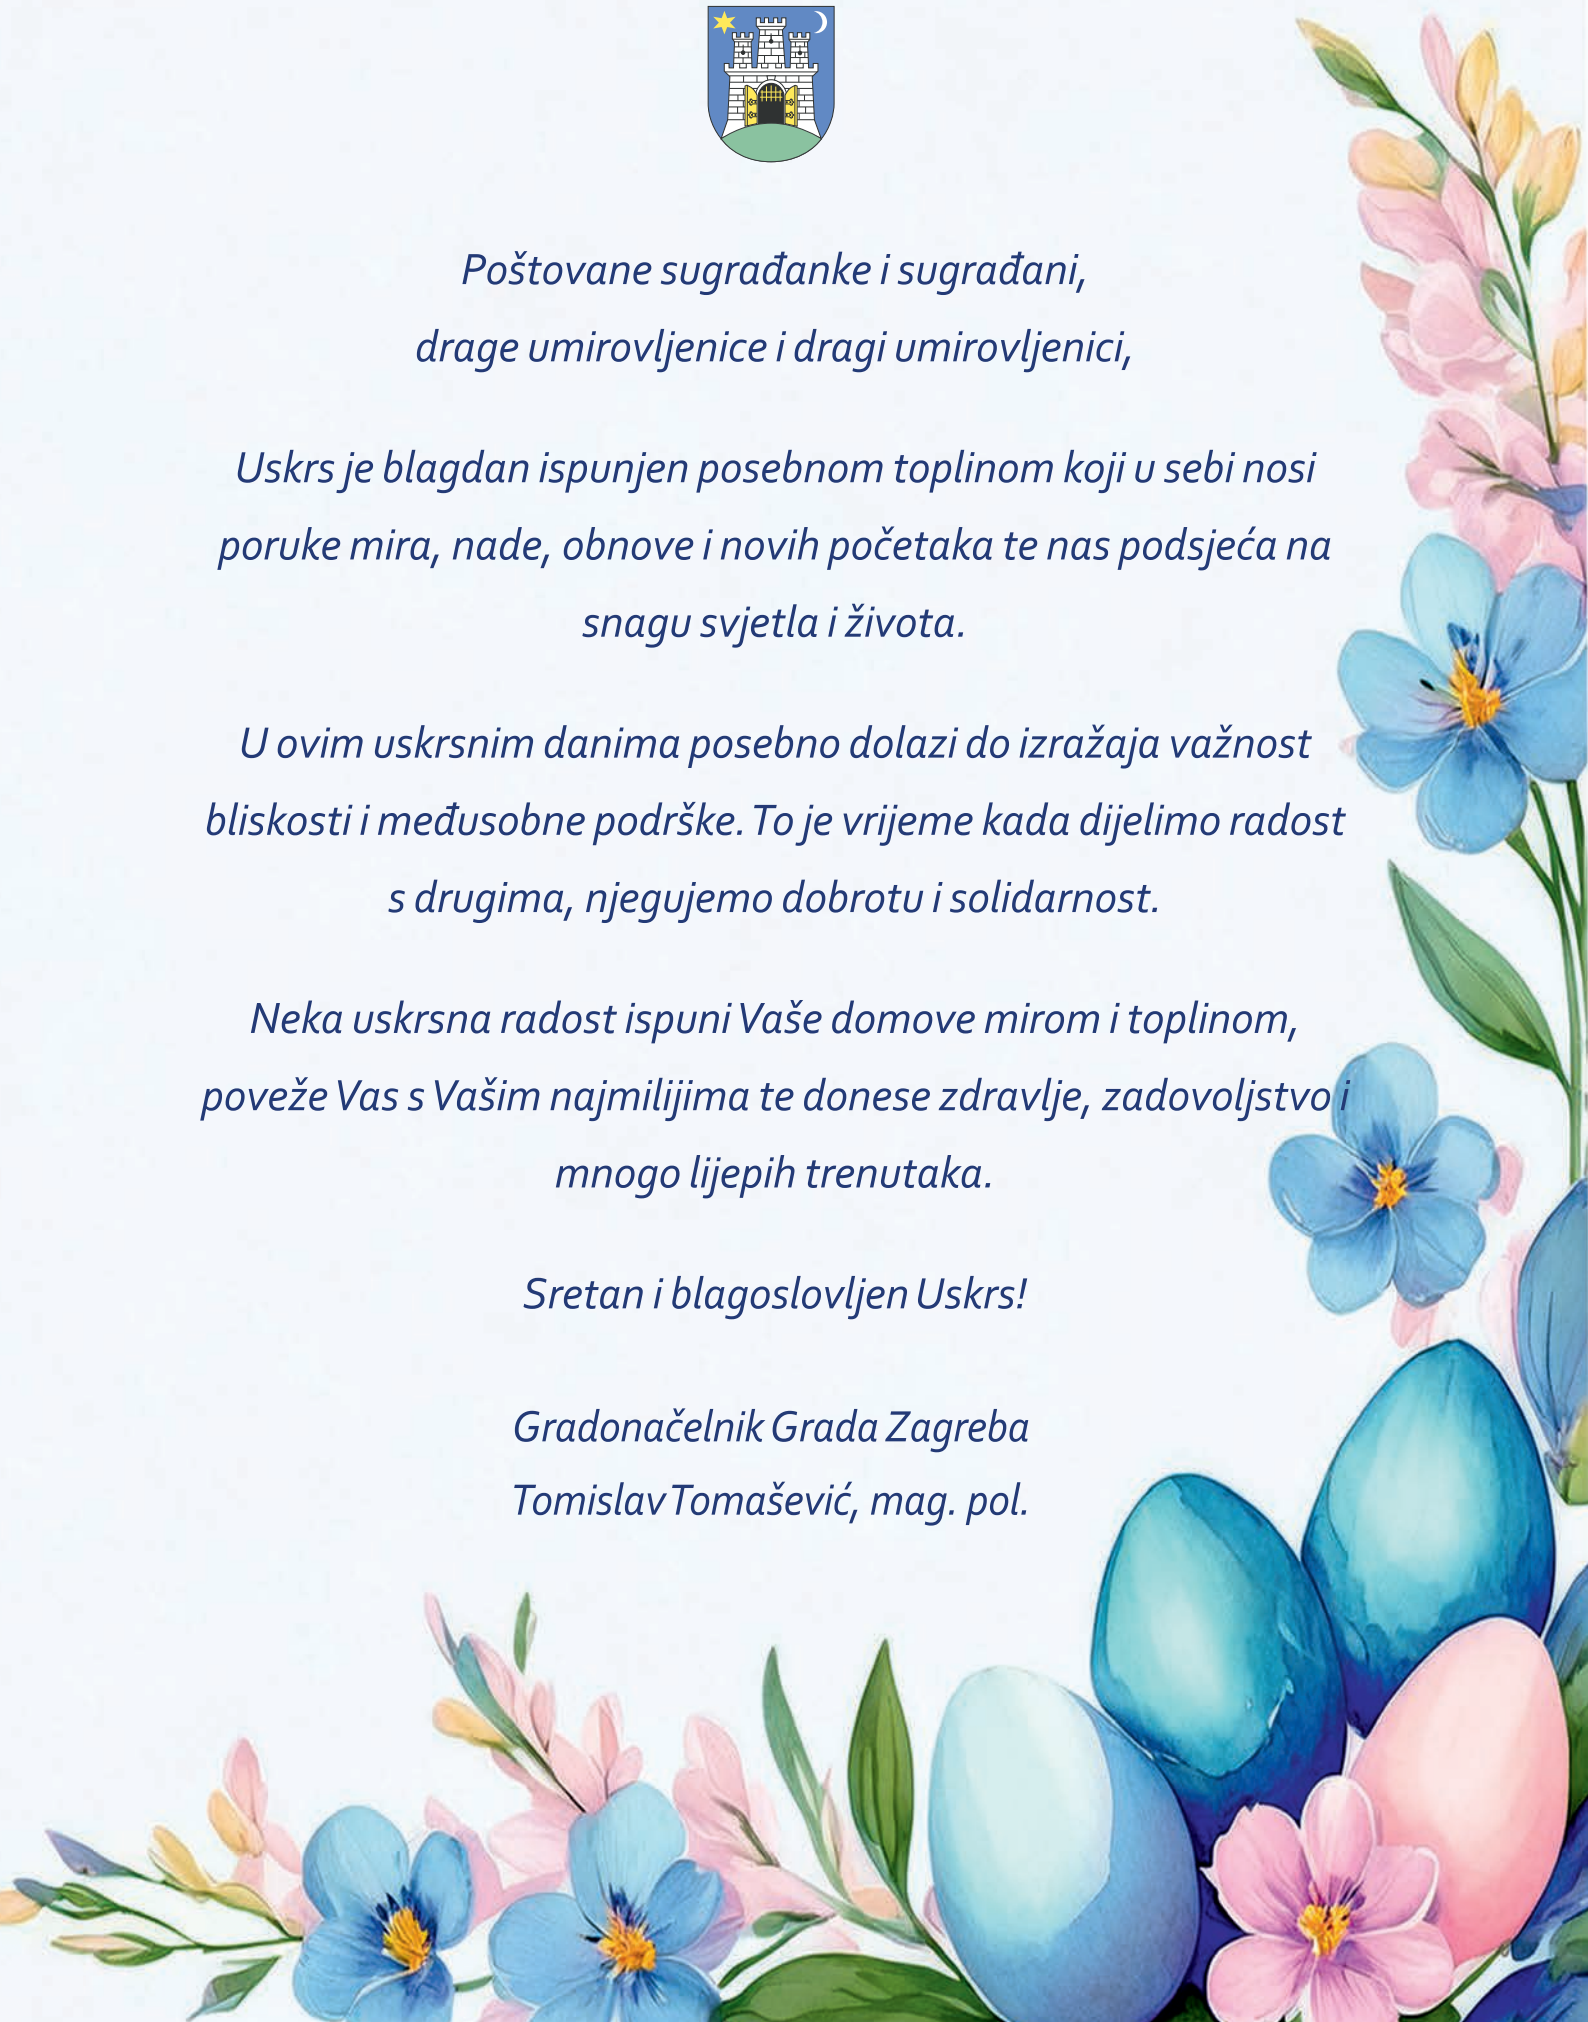 Poštovane sugrađanke i sugrađani,
drage umirovljenice i dragi umirovljenici,
Uskrs je blagdan ispunjen posebnom toplinom koji u sebi nosi
poruke mira, nade, obnove i novih početaka te nas podsjeća na
snagu svjetla i života.
U ovim uskrsnim danima posebno dolazi do izražaja važnost
bliskosti i međusobne podrške. To je vrijeme kada dijelimo radost
s drugima, njegujemo dobrotu i solidarnost.
Neka uskrsna radost ispuni Vaše domove mirom i toplinom,
poveže Vas s Vašim najmilijima te donese zdravlje, zadovoljstvo i
mnogo lijepih trenutaka.
Sretan i blagoslovljen Uskrs!
Gradonačelnik Grada Zagreba
Tomislav Tomašević, mag. pol.